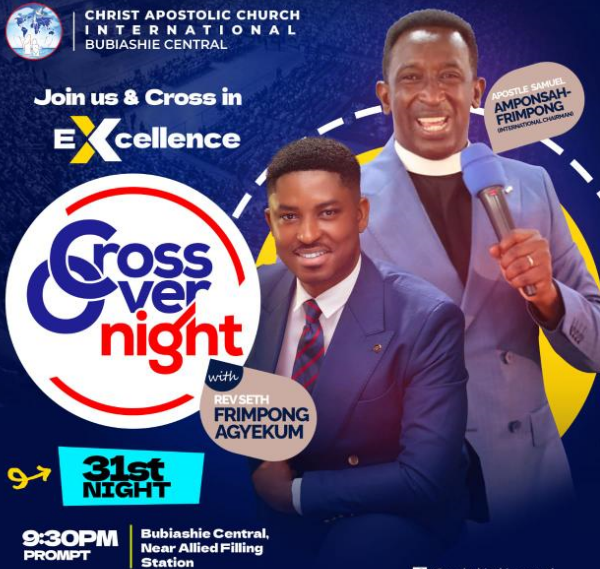 CHRIST APOSTOLIC CHURCH
INTERNATIONAL
BUBIASHIE CENTRAL
Join us & Cross in
EXcellence
APOSTLE SAMUEL
AMPONSAH-
FRIMPONG
(INTERNATIONAL CHAIRMAN)
Cross
Over
night
with
REV SETH
FRIMPONG
AGYEKUM
31st
NIGHT
9:30PM
PROMPT
Bubiashie Central,
Near Allied Filling
Station